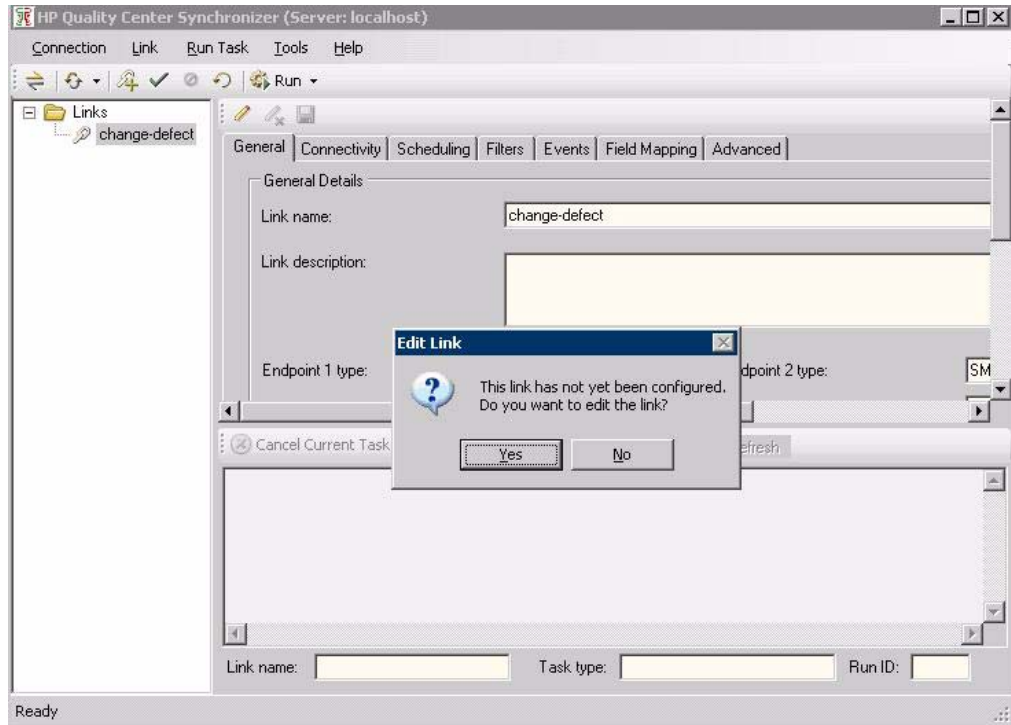 HP Quality Center Synchronizer (Server: localhost)
Connection Link Run Task Tools Help
Run
Links
change-defect
General Connectivity Scheduling Filters Events Field Mapping Advanced
General Details
Link name: change-defect
Link description:
Edit Link
This link has not yet been configured.
Do you want to edit the link?
Yes No
Endpoint 1 type: dpoint 2 type: SM
Cancel Current Task efresh
Link name: Task type: Run ID:
Ready